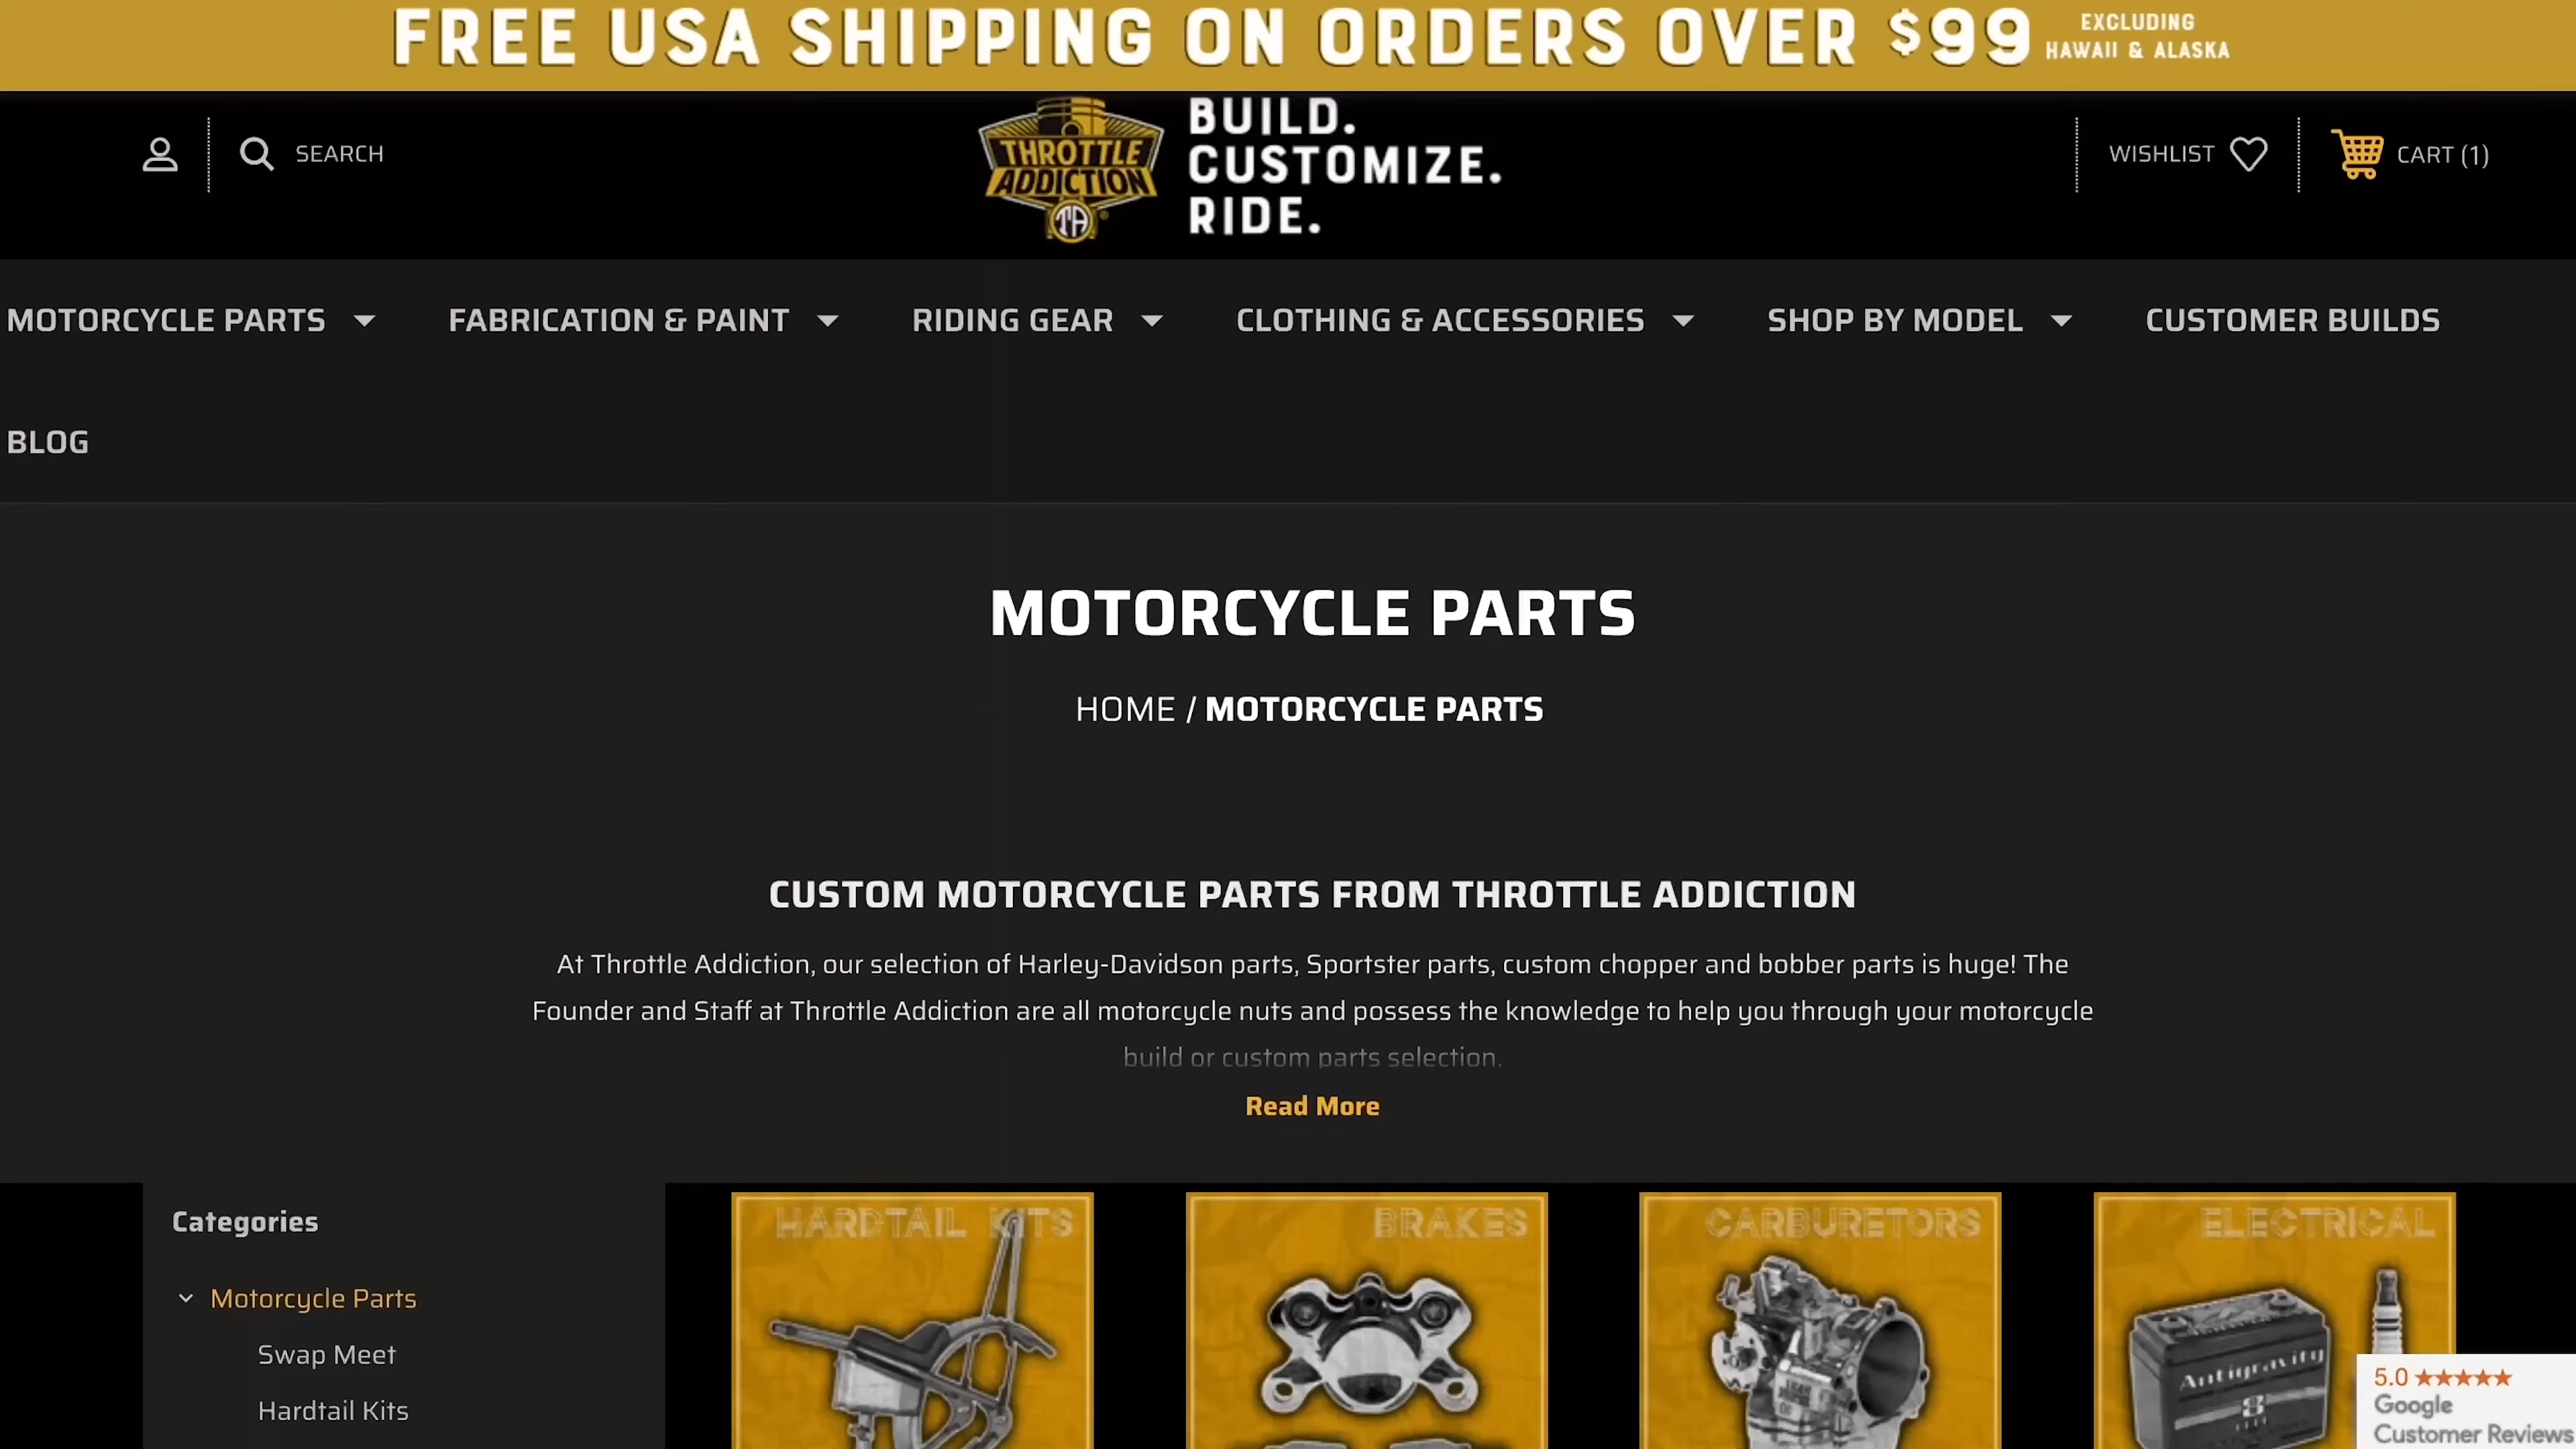 FREE USA SHIPPING ON ORDERS OVER $99 EXCLUDING
HAWAII & ALASKA
SEARCH
THROTTLE
ADDICTION
TA
BUILD.
CUSTOMIZE.
RIDE.
WISHLIST
CART (1)
MOTORCYCLE PARTS
FABRICATION & PAINT
RIDING GEAR
CLOTHING & ACCESSORIES
SHOP BY MODEL
CUSTOMER BUILDS
BLOG
MOTORCYCLE PARTS
HOME / MOTORCYCLE PARTS
CUSTOM MOTORCYCLE PARTS FROM THROTTLE ADDICTION
At Throttle Addiction, our selection of Harley-Davidson parts, Sportster parts, custom chopper and bobber parts is huge! The
Founder and Staff at Throttle Addiction are all motorcycle nuts and possess the knowledge to help you through your motorcycle
build or custom parts selection.
Read More
Categories
Motorcycle Parts
Swap Meet
Hardtail Kits
HARDTAIL KITS
BRAKES
CARBURETORS
ELECTRICAL
Antigravity
8
5.0 ★★★★★
Google
Customer Reviews